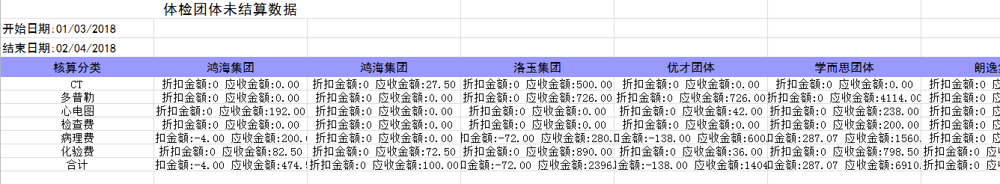 体检团体未结算数据
开始日期:01/03/2018
结束日期:02/04/2018
核算分类 鸿海集团 鸿海集团 洛玉集团 优才团体 学而思团体 朗逸
CT 折扣金额:0 应收金额:0.00 折扣金额:0 应收金额:27.50 折扣金额:0 应收金额:500.00 折扣金额:0 应收金额:0.00 折扣金额:0 应收金额:0.00 折扣金额:0 应
多普勒 折扣金额:0 应收金额:0.00 折扣金额:0 应收金额:0.00 折扣金额:0 应收金额:726.00 折扣金额:0 应收金额:726.00 折扣金额:0 应收金额:4114.00 折扣金额:0 应
心电图 折扣金额:0 应收金额:192.00 折扣金额:0 应收金额:0.00 折扣金额:0 应收金额:0.00 折扣金额:0 应收金额:42.00 折扣金额:0 应收金额:238.00 折扣金额:0 应
检查费 折扣金额:0 应收金额:0.00 折扣金额:0 应收金额:0.00 折扣金额:0 应收金额:0.00 折扣金额:0 应收金额:0.00 折扣金额:0 应收金额:200.00 折扣金额:0 应
病理费 扣金额:-4.00 应收金额:200. 折扣金额:0 应收金额:0.00 扣金额:-72.00 应收金额:280. 金额:-138.00 应收金额:600 金额:287.07 应收金额:1560. 折扣金额:0 应
化验费 折扣金额:0 应收金额:82.50 折扣金额:0 应收金额:72.50 折扣金额:0 应收金额:890.00 折扣金额:0 应收金额:36.00 折扣金额:0 应收金额:798.50 折扣金额:0 应
合计 扣金额:-4.00 应收金额:474. 折扣金额:0 应收金额:100.00 金额:-72.00 应收金额:2396. 金额:-138.00 应收金额:1404 金额:287.07 应收金额:6910. 折扣金额:0 应